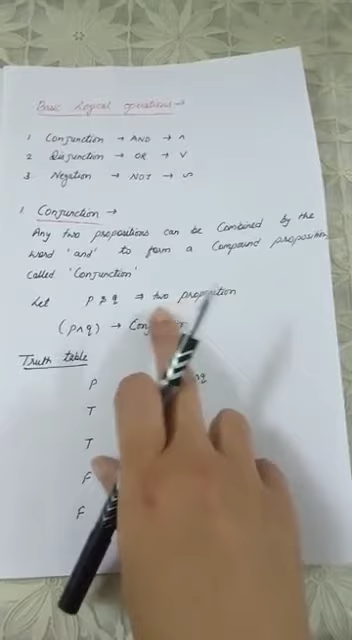 Basic Logical operations →
1 Conjunction → AND → ∧
2 Disjunction → OR → V
3. Negation → NOT → ∽
1. Conjunction →
Any two propositions can be Combined by the
word 'and' to form a Compound proposition,
called 'Conjunction'
Let p & q ⇒ two proposition
(p∧q) →
Truth table
P
T
T
F
F